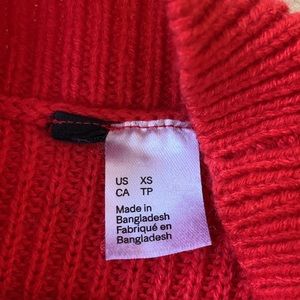 US XS
CA TP
Made in
Bangladesh
Fabriqué en
Bangladesh